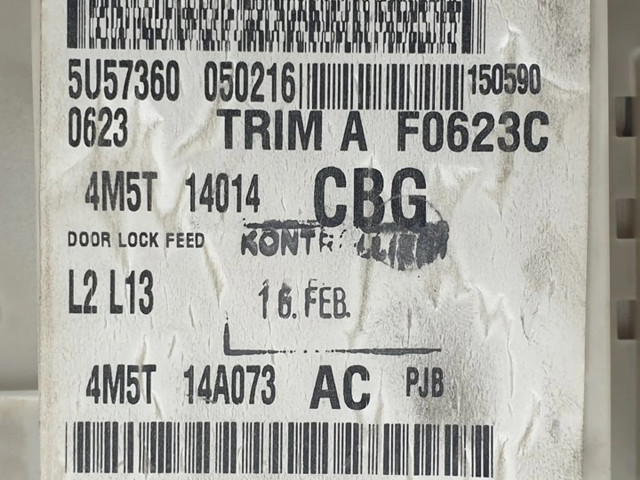 5U57360 050216 150590
0623 TRIM A F0623C
4M5T 14014 CBG
DOOR LOCK FEED
L2 L13 16. FEB.
4M5T 14A073 AC PJB